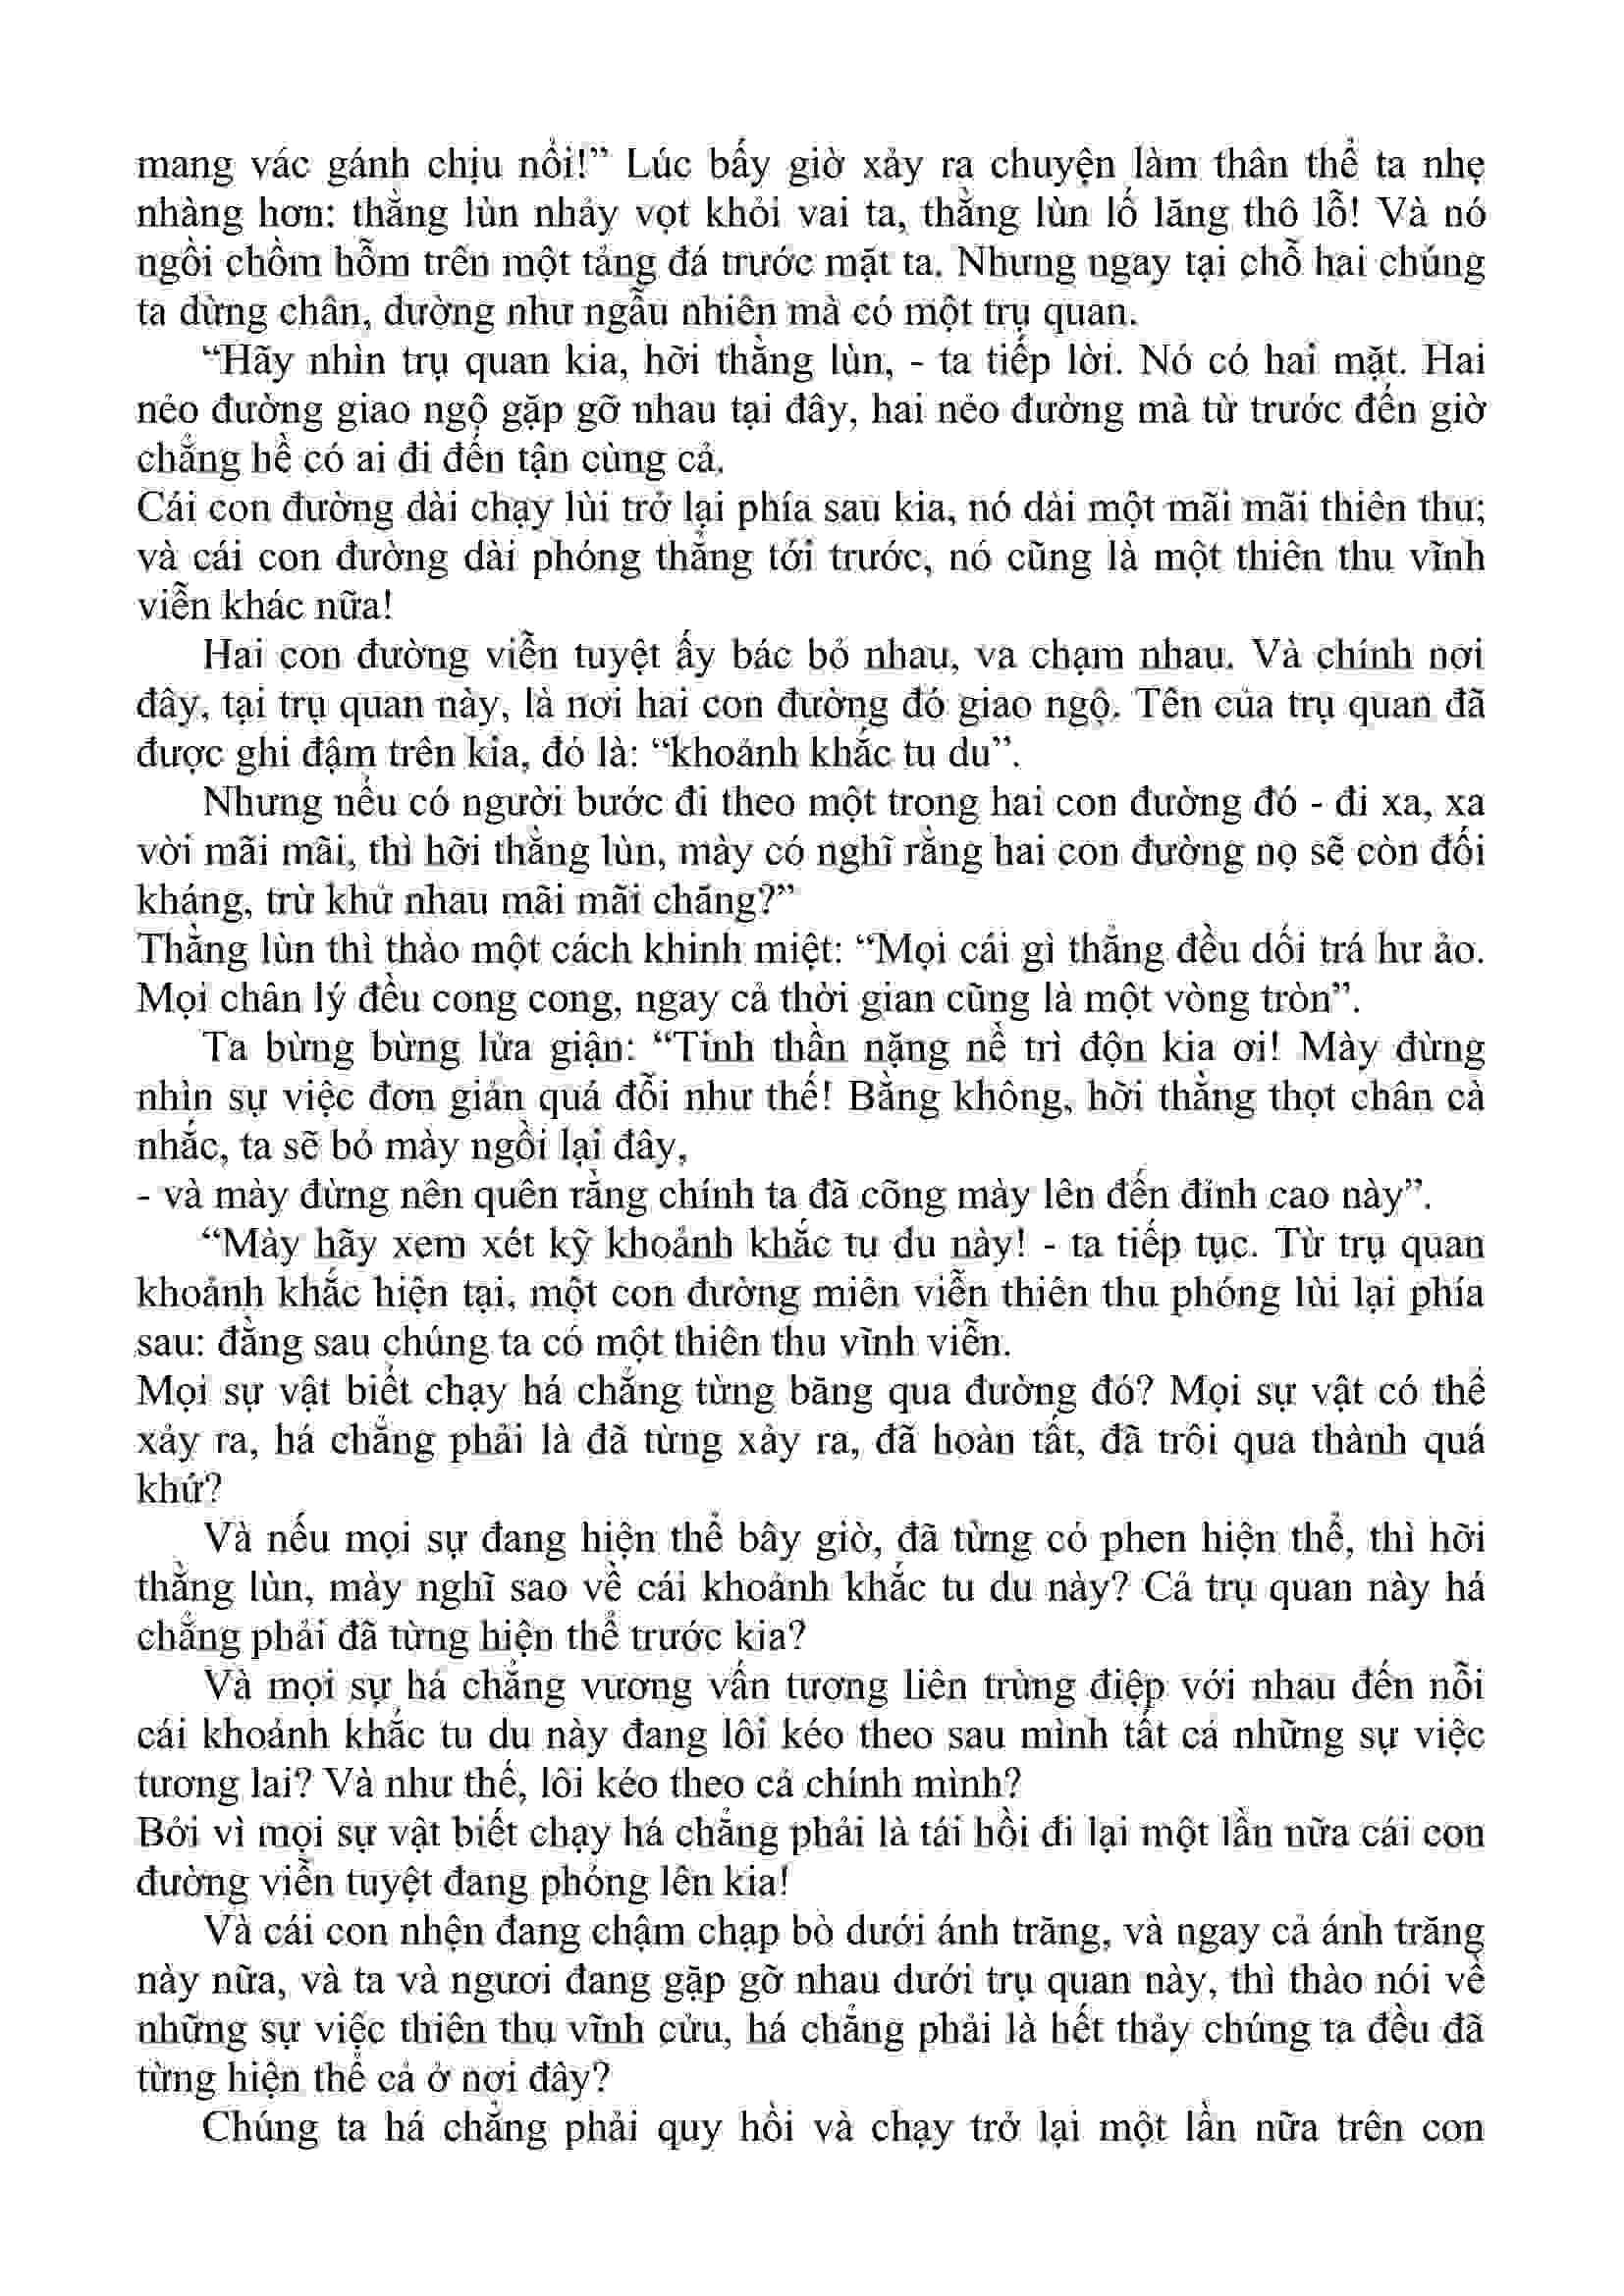 mang vác gánh chịu nổi!” Lúc bấy giờ xảy ra chuyện làm thân thể ta nhẹ
nhàng hơn: thằng lùn nhảy vọt khỏi vai ta, thằng lùn lố lăng thô lỗ! Và nó
ngồi chồm hỗm trên một tảng đá trước mặt ta. Nhưng ngay tại chỗ hai chúng
ta dừng chân, dường như ngẫu nhiên mà có một trụ quan.
“Hãy nhìn trụ quan kia, hỡi thằng lùn, - ta tiếp lời. Nó có hai mặt. Hai
nẻo đường giao ngộ gặp gỡ nhau tại đây, hai nẻo đường mà từ trước đến giờ
chẳng hề có ai đi đến tận cùng cả.
Cái con đường dài chạy lùi trở lại phía sau kia, nó dài một mãi mãi thiên thu;
và cái con đường dài phóng thẳng tới trước, nó cũng là một thiên thu vĩnh
viễn khác nữa!
Hai con đường viễn tuyệt ấy bác bỏ nhau, va chạm nhau. Và chính nơi
đây, tại trụ quan này, là nơi hai con đường đó giao ngộ. Tên của trụ quan đã
được ghi đậm trên kia, đó là: “khoảnh khắc tu du”.
Nhưng nếu có người bước đi theo một trong hai con đường đó - đi xa, xa
vời mãi mãi, thì hỡi thằng lùn, mày có nghĩ rằng hai con đường nọ sẽ còn đối
kháng, trừ khử nhau mãi mãi chăng?”
Thằng lùn thì thào một cách khinh miệt: “Mọi cái gì thẳng đều dối trá hư ảo.
Mọi chân lý đều cong cong, ngay cả thời gian cũng là một vòng tròn”.
Ta bừng bừng lửa giận: “Tinh thần nặng nề trì độn kia ơi! Mày đừng
nhìn sự việc đơn giản quá đỗi như thế! Bằng không, hỡi thằng thọt chân cà
nhắc, ta sẽ bỏ mày ngồi lại đây,
- và mày đừng nên quên rằng chính ta đã cõng mày lên đến đỉnh cao này”.
“Mày hãy xem xét kỹ khoảnh khắc tu du này! - ta tiếp tục. Từ trụ quan
khoảnh khắc hiện tại, một con đường miên viễn thiên thu phóng lùi lại phía
sau: đằng sau chúng ta có một thiên thu vĩnh viễn.
Mọi sự vật biết chạy há chẳng từng băng qua đường đó? Mọi sự vật có thể
xảy ra, há chẳng phải là đã từng xảy ra, đã hoàn tất, đã trôi qua thành quá
khứ?
Và nếu mọi sự đang hiện thể bây giờ, đã từng có phen hiện thể, thì hỡi
thằng lùn, mày nghĩ sao về cái khoảnh khắc tu du này? Cả trụ quan này há
chẳng phải đã từng hiện thể trước kia?
Và mọi sự há chẳng vương vấn tương liên trùng điệp với nhau đến nỗi
cái khoảnh khắc tu du này đang lôi kéo theo sau mình tất cả những sự việc
tương lai? Và như thế, lôi kéo theo cả chính mình?
Bởi vì mọi sự vật biết chạy há chẳng phải là tái hồi đi lại một lần nữa cái con
đường viễn tuyệt đang phóng lên kia!
Và cái con nhện đang chậm chạp bò dưới ánh trăng, và ngay cả ánh trăng
này nữa, và ta và ngươi đang gặp gỡ nhau dưới trụ quan này, thì thào nói về
những sự việc thiên thu vĩnh cửu, há chẳng phải là hết thảy chúng ta đều đã
từng hiện thể cả ở nơi đây?
Chúng ta há chẳng phải quy hồi và chạy trở lại một lần nữa trên con